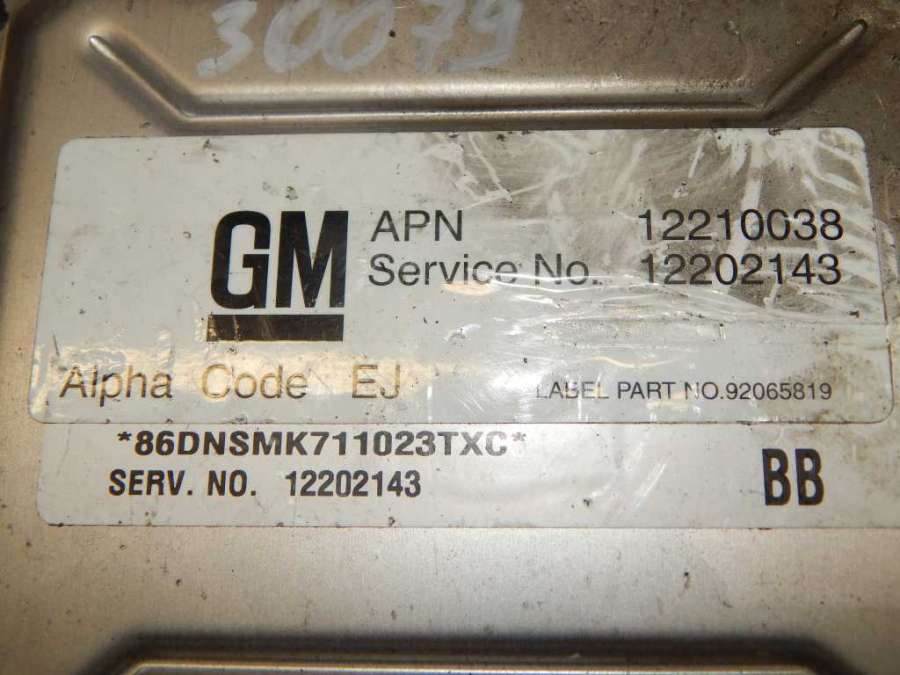 30079
GM
APN 12210038
Service No. 12202143
Alpha Code EJ
LABEL PART NO.92065819
*86DNSMK711023TXC*
SERV. NO. 12202143
BB